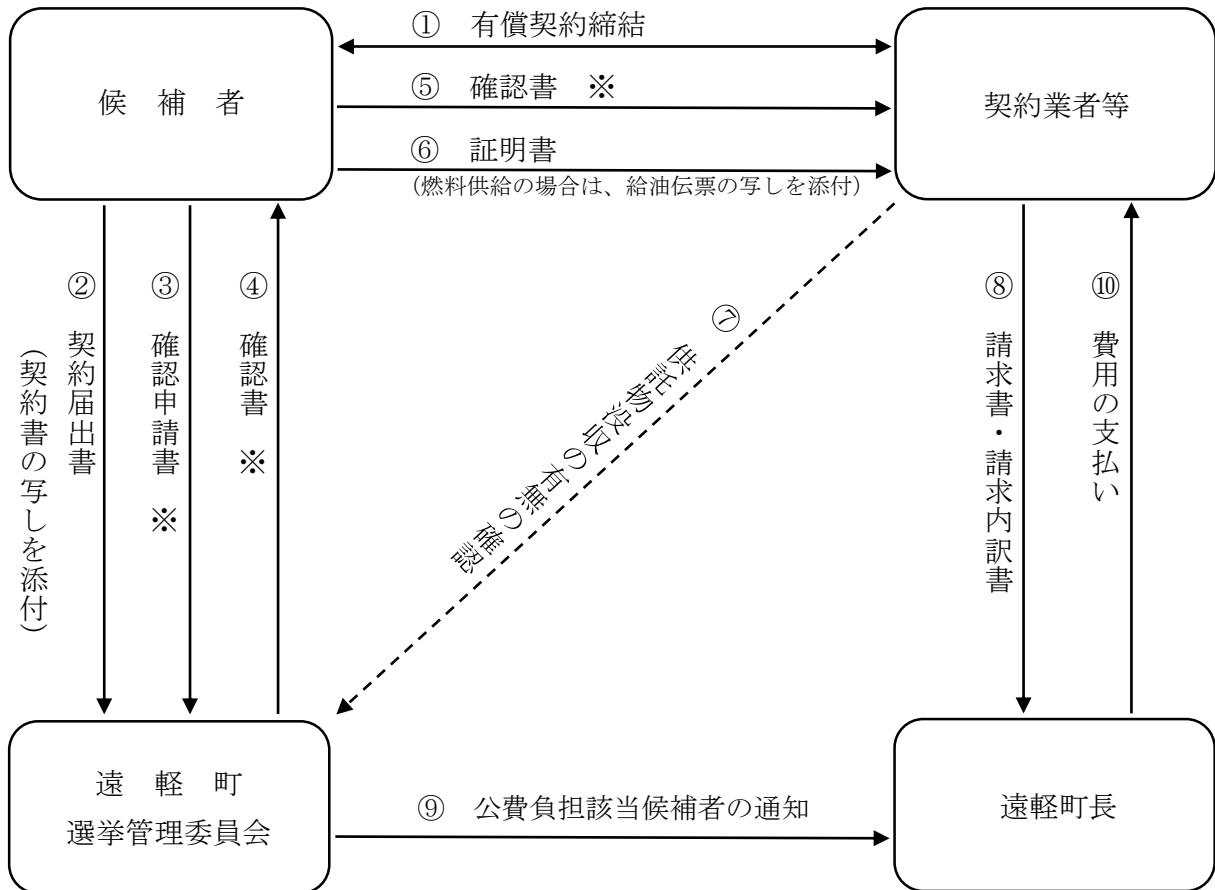 ① 有償契約締結
候補者
⑤ 確認書 ※
契約業者等
⑥ 証明書
(燃料供給の場合は、給油伝票の写しを添付)
② 契約届出書
(契約書の写しを添付)
③ 確認申請書 ※
④ 確認書 ※
⑦ 供託物没収の有無の確認
⑧ 請求書・請求内訳書
⑩ 費用の支払い
遠軽町
選挙管理委員会
⑨ 公費負担該当候補者の通知
遠軽町長